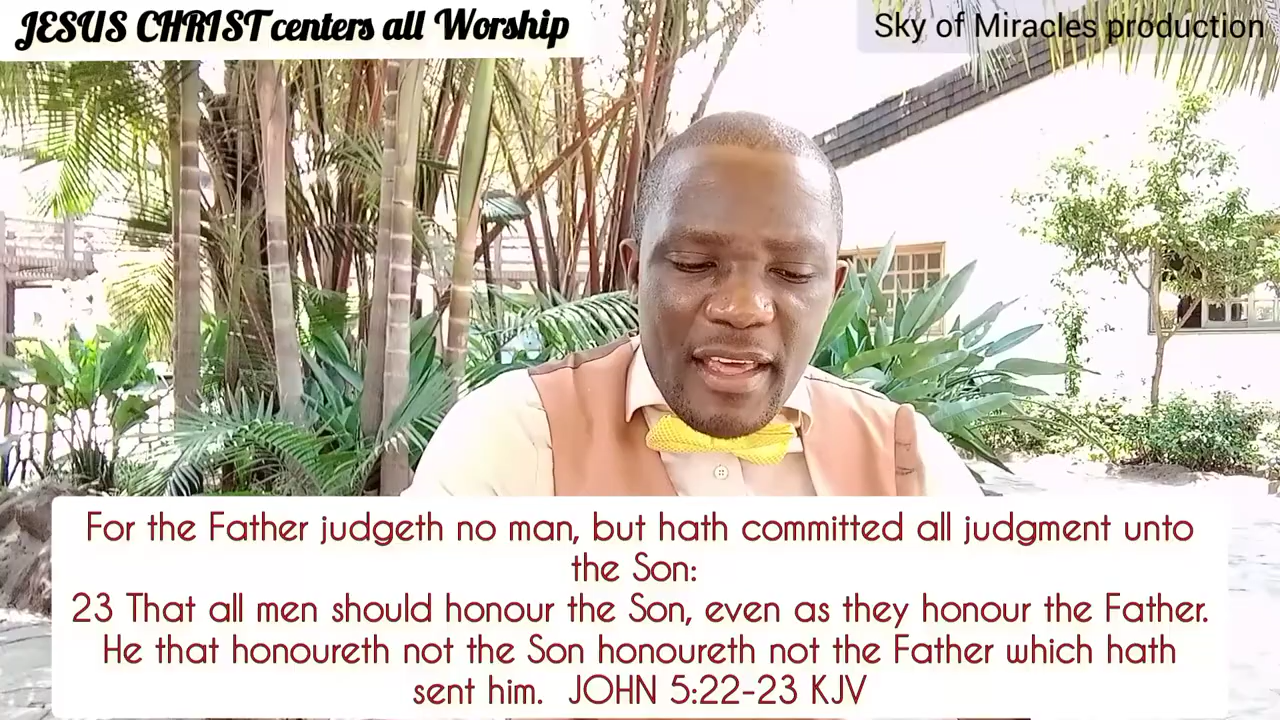 JESUS CHRIST centers all Worship
Sky of Miracles production
For the Father judgeth no man, but hath committed all judgment unto
the Son:
23 That all men should honour the Son, even as they honour the Father.
He that honoureth not the Son honoureth not the Father which hath
sent him. JOHN 5:22-23 KJV